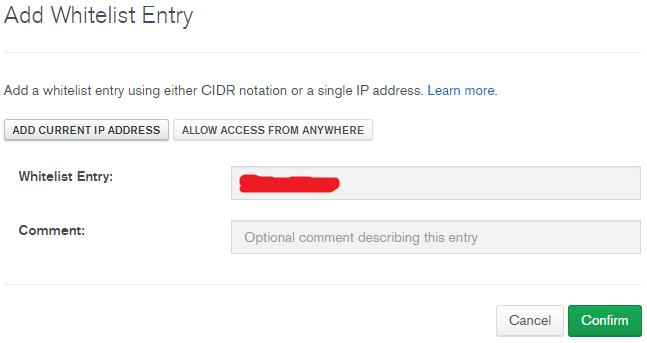 Add Whitelist Entry
Add a whitelist entry using either CIDR notation or a single IP address. Learn more.
ADD CURRENT IP ADDRESS ALLOW ACCESS FROM ANYWHERE
Whitelist Entry:
Comment: Optional comment describing this entry
Cancel Confirm